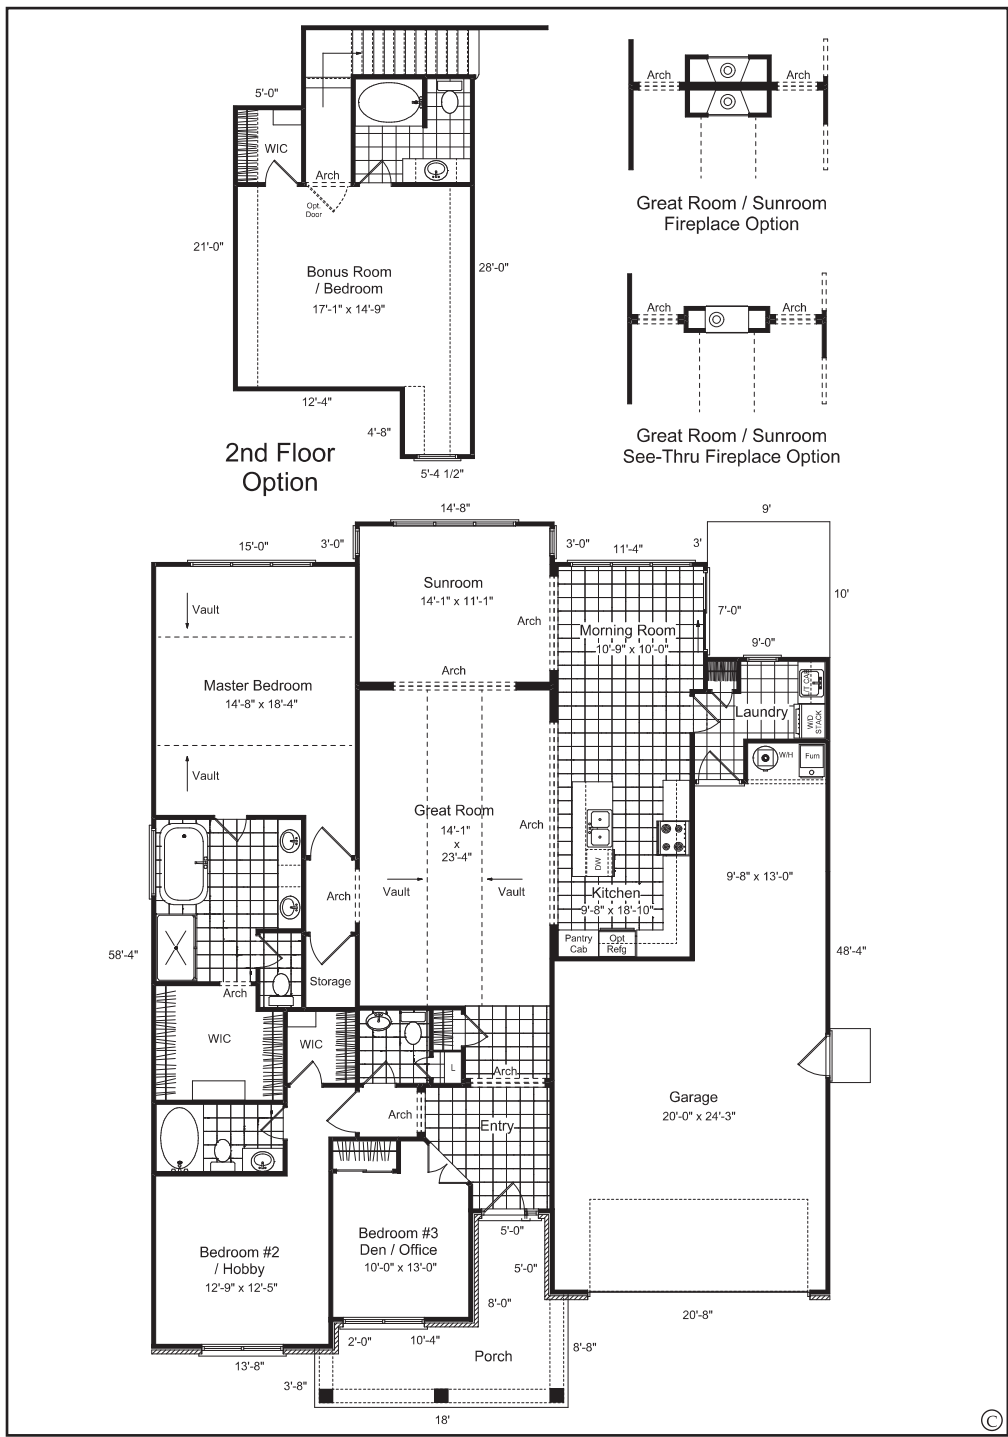 5'-0"
WIC
Arch
Opt.
Door
21'-0"
28'-0"
Bonus Room
/ Bedroom
17'-1" x 14'-9"
12'-4"
4'-8"
5'-4 1/2"
2nd Floor
Option
Arch
Arch
Great Room / Sunroom
Fireplace Option
Arch
Arch
Great Room / Sunroom
See-Thru Fireplace Option
14'-8"
9'
15'-0"
3'-0"
3'-0"
11'-4"
3'
Sunroom
14'-1" x 11'-1"
Vault
Arch
Morning Room
10'-9" x 10'-0"
7'-0"
10'
9'-0"
Arch
Master Bedroom
14'-8" x 18'-4"
L/T CAB
Laundry
W/D
STACK
Vault
W/H
Furn
Great Room
14'-1"
x
23'-4"
Arch
DW
9'-8" x 13'-0"
Vault
Vault
Arch
Kitchen
9'-8" x 18'-10"
Pantry
Cab
Opt
Refg
58'-4"
48'-4"
Storage
Arch
WIC
WIC
L
Arch
Garage
20'-0" x 24'-3"
Arch
Entry
Bedroom #2
/ Hobby
12'-9" x 12'-5"
Bedroom #3
Den / Office
10'-0" x 13'-0"
5'-0"
5'-0"
8'-0"
20'-8"
2'-0"
10'-4"
8'-8"
Porch
13'-8"
3'-8"
18'
©